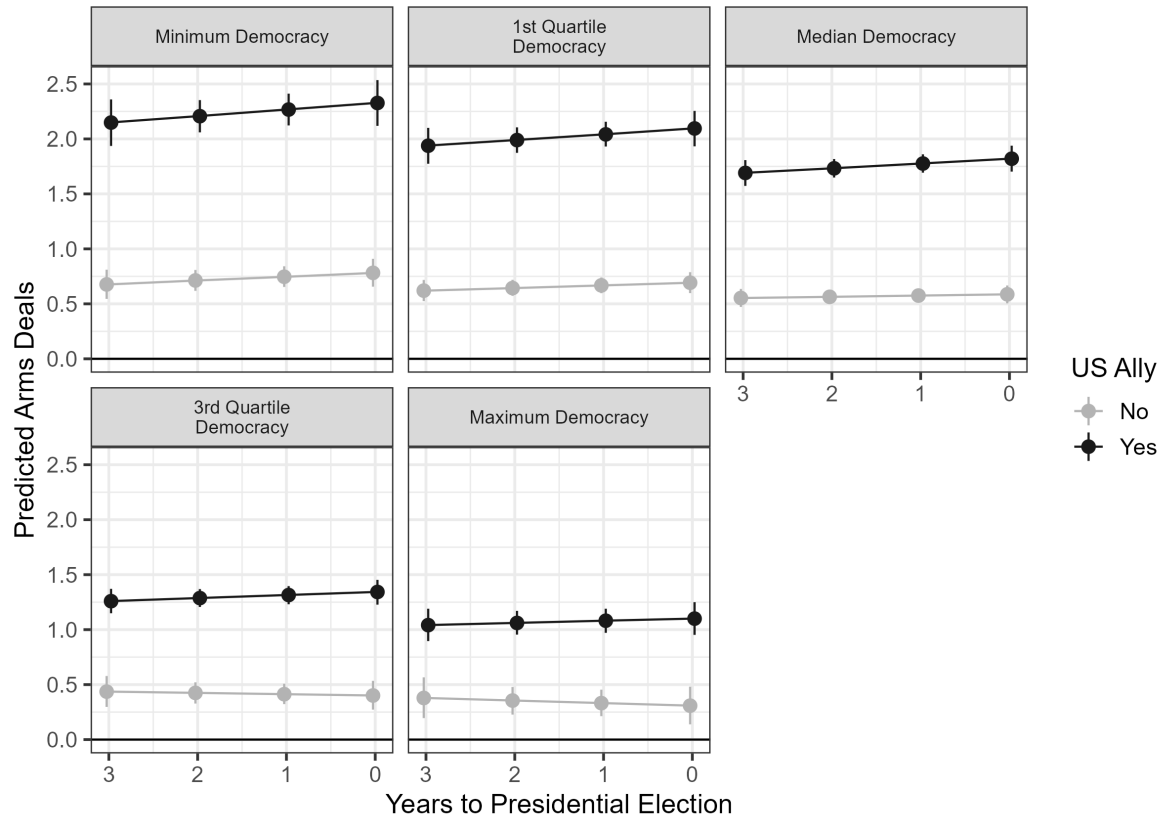 Minimum Democracy
1st Quartile
Democracy
Median Democracy
2.5
2.0
1.5
1.0
0.5
0.0
3 2 1 0
3rd Quartile
Democracy
Maximum Democracy
2.5
2.0
1.5
1.0
0.5
0.0
3 2 1 0
3 2 1 0
Predicted Arms Deals
Years to Presidential Election
US Ally
No
Yes